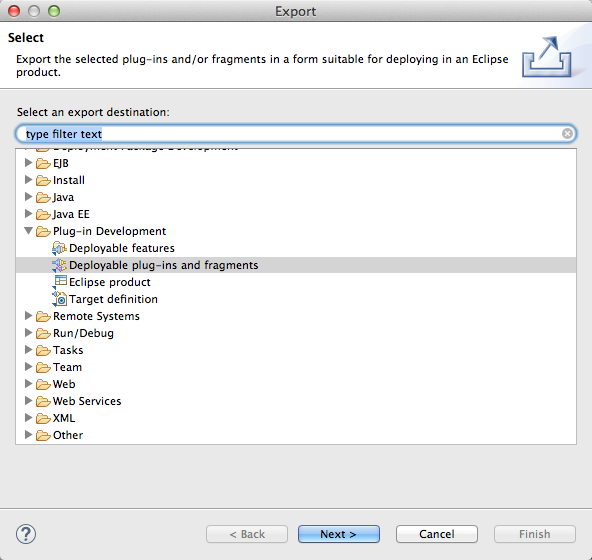 Export
Select
Export the selected plug-ins and/or fragments in a form suitable for deploying in an Eclipse
product.
Select an export destination:
type filter text
Deployment Package Development
EJB
Install
Java
Java EE
Plug-in Development
Deployable features
Deployable plug-ins and fragments
Eclipse product
Target definition
Remote Systems
Run/Debug
Tasks
Team
Web
Web Services
XML
Other
?
< Back
Next >
Cancel
Finish